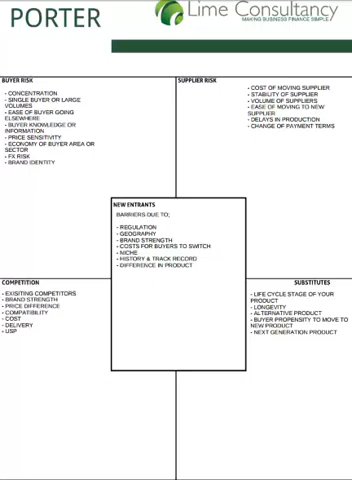 PORTER
Lime Consultancy
MAKING BUSINESS FINANCE SIMPLE
BUYER RISK
- CONCENTRATION
- SINGLE BUYER OR LARGE
VOLUMES
- EASE OF BUYER GOING
ELSEWHERE
- BUYER KNOWLEDGE OR
INFORMATION
- PRICE SENSITIVITY
- ECONOMY OF BUYER AREA OR
SECTOR
- FX RISK
- BRAND IDENTITY
SUPPLIER RISK
- COST OF MOVING SUPPLIER
- STABILITY OF SUPPLIER
- VOLUME OF SUPPLIERS
- EASE OF MOVING TO NEW
SUPPLIER
- DELAYS IN PRODUCTION
- CHANGE OF PAYMENT TERMS
NEW ENTRANTS
BARRIERS DUE TO;
- REGULATION
- GEOGRAPHY
- BRAND STRENGTH
- COSTS FOR BUYERS TO SWITCH
- NICHE
- HISTORY & TRACK RECORD
- DIFFERENCE IN PRODUCT
COMPETITION
- EXISITING COMPETITORS
- BRAND STRENGTH
- PRICE DIFFERENCE
- COMPATIBILITY
- COST
- DELIVERY
- USP
SUBSTITUTES
- LIFE CYCLE STAGE OF YOUR
PRODUCT
- LONGEVITY
- ALTERNATIVE PRODUCT
- BUYER PROPENSITY TO MOVE TO
NEW PRODUCT
- NEXT GENERATION PRODUCT